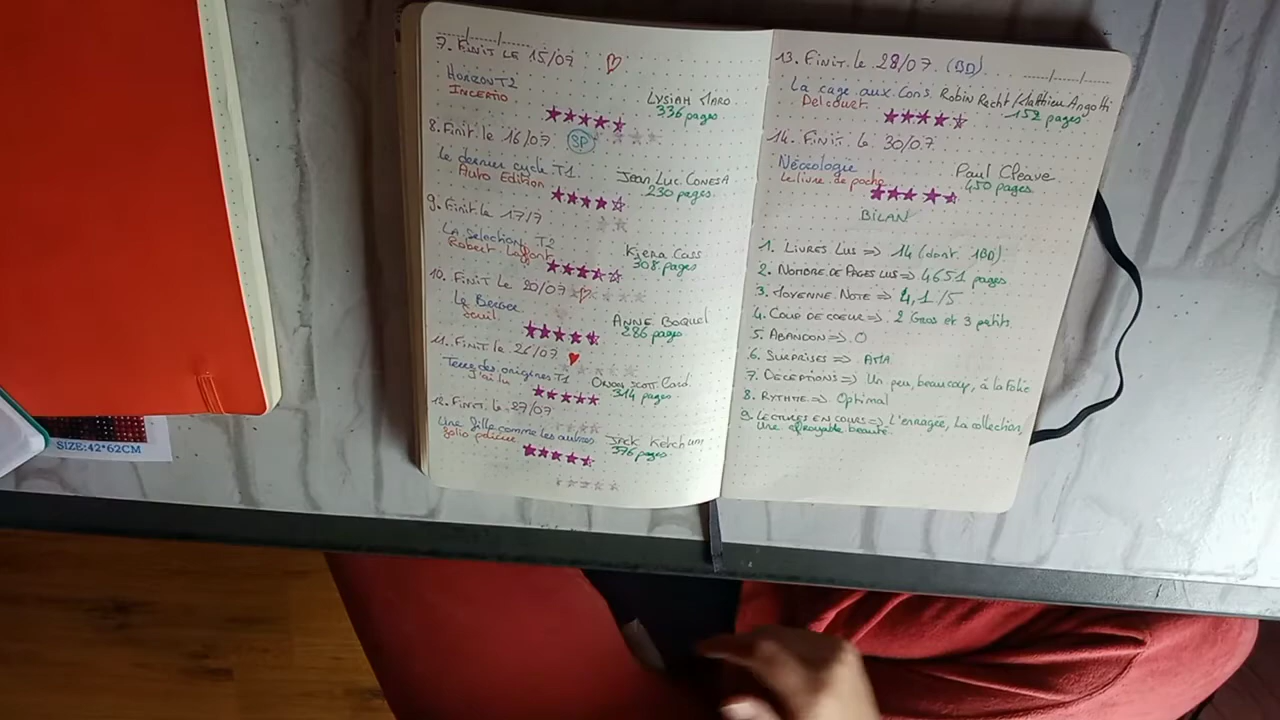 7. Finit le 15/07
Horizon T2
Incertio
Lysiah Maro
336 pages
8. Finit le 16/07 SP
Le dernier cycle T1.
Auto Edition
Jean Luc Conesa
230 pages
9. Finit le 17/7
La Sélection T2
Robert Laffont
Kiera Cass
308 pages
10. Finit le 20/07
Le Berger
Seuil
Anne Boquel
286 pages
11. Finit le 26/07
Terre des origines T1
J'ai lu
Orson Scott Card.
314 pages
12. Finit le 27/07
Une fille comme les autres
folio policier
Jack Ketchum
376 pages
13. Finit le 28/07 (BD)
La cage aux cons. Robin Recht/Matthieu Angotti
Delcourt
152 pages
14. Finit le 30/07
Nécrologie
Le livre de poche
Paul Cleave
450 pages
BILAN
1. Livres lus => 14 (dont 1BD)
2. Nombre de pages lus => 4651 pages
3. Moyenne Note => 4,1/5
4. Coup de coeur => 2 Gros et 3 petits
5. Abandon => 0
6. Surprises =>
7. Deceptions => Un peu, beaucoup, à la folie
8. Rythme => Optimal
9. Lectures en cours => L'enragée, La collection,
une efroyable beauté.
SIZE:42*62CM